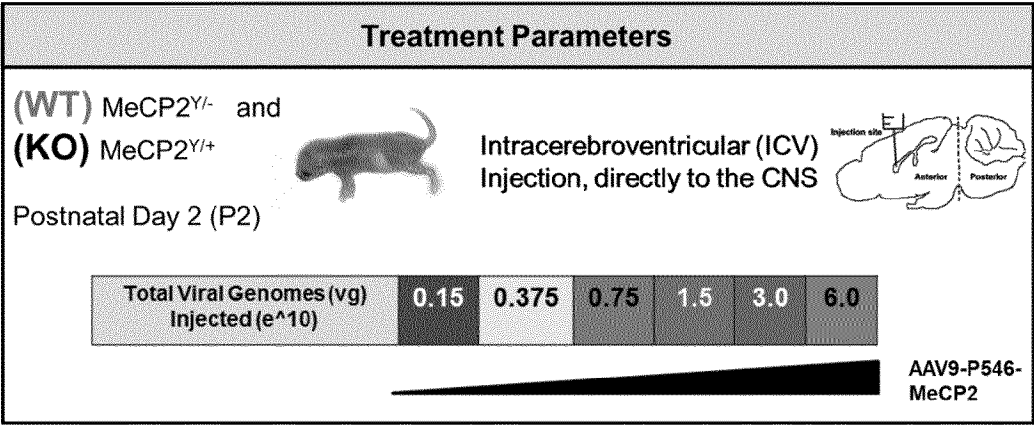 Treatment Parameters
(WT) MeCP2Y/- and
(KO) MeCP2Y/+
Postnatal Day 2 (P2)
Intracerebroventricular (ICV)
Injection, directly to the CNS
Injection site
Anterior
Posterior
Total Viral Genomes (vg)
Injected (e^10)
0.15
0.375
0.75
1.5
3.0
6.0
AAV9-P546-
MeCP2